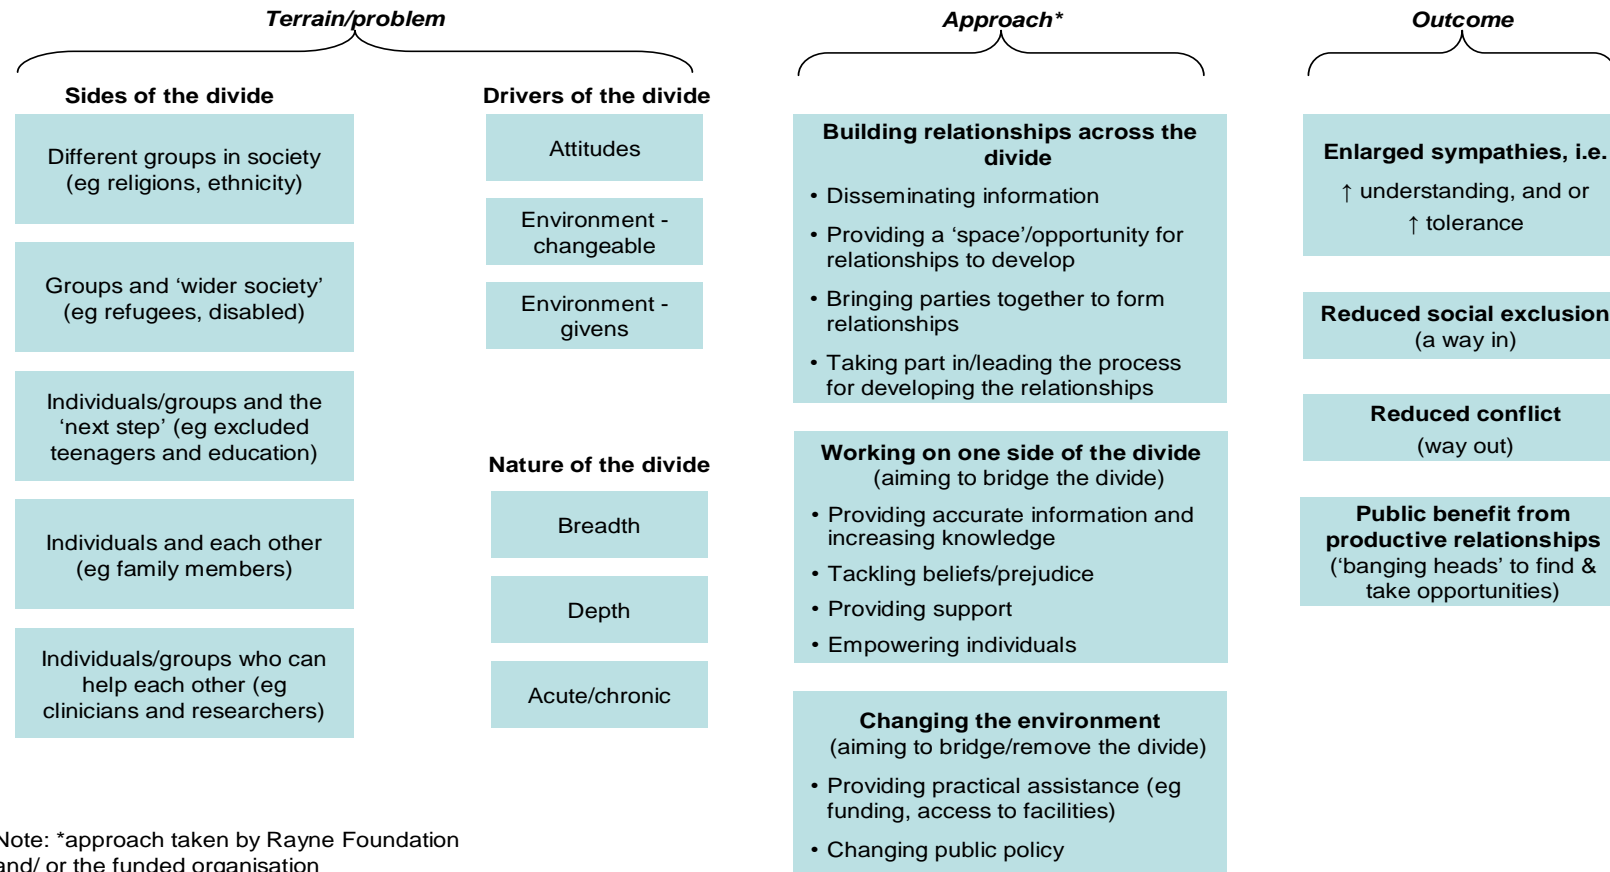 Terrain/problem
Sides of the divide
Different groups in society
(eg religions, ethnicity)
Groups and ‘wider society’
(eg refugees, disabled)
Individuals/groups and the
‘next step’ (eg excluded
teenagers and education)
Individuals and each other
(eg family members)
Individuals/groups who can
help each other (eg
clinicians and researchers)
Drivers of the divide
Attitudes
Environment -
changeable
Environment -
givens
Nature of the divide
Breadth
Depth
Acute/chronic
Approach*
Building relationships across the
divide
• Disseminating information
• Providing a ‘space’/opportunity for
relationships to develop
• Bringing parties together to form
relationships
• Taking part in/leading the process
for developing the relationships
Working on one side of the divide
(aiming to bridge the divide)
• Providing accurate information and
increasing knowledge
• Tackling beliefs/prejudice
• Providing support
• Empowering individuals
Changing the environment
(aiming to bridge/remove the divide)
• Providing practical assistance (eg
funding, access to facilities)
• Changing public policy
Outcome
Enlarged sympathies, i.e.
↑ understanding, and or
↑ tolerance
Reduced social exclusion
(a way in)
Reduced conflict
(way out)
Public benefit from
productive relationships
(‘banging heads’ to find &
take opportunities)
Note: *approach taken by Rayne Foundation
and/ or the funded organisation